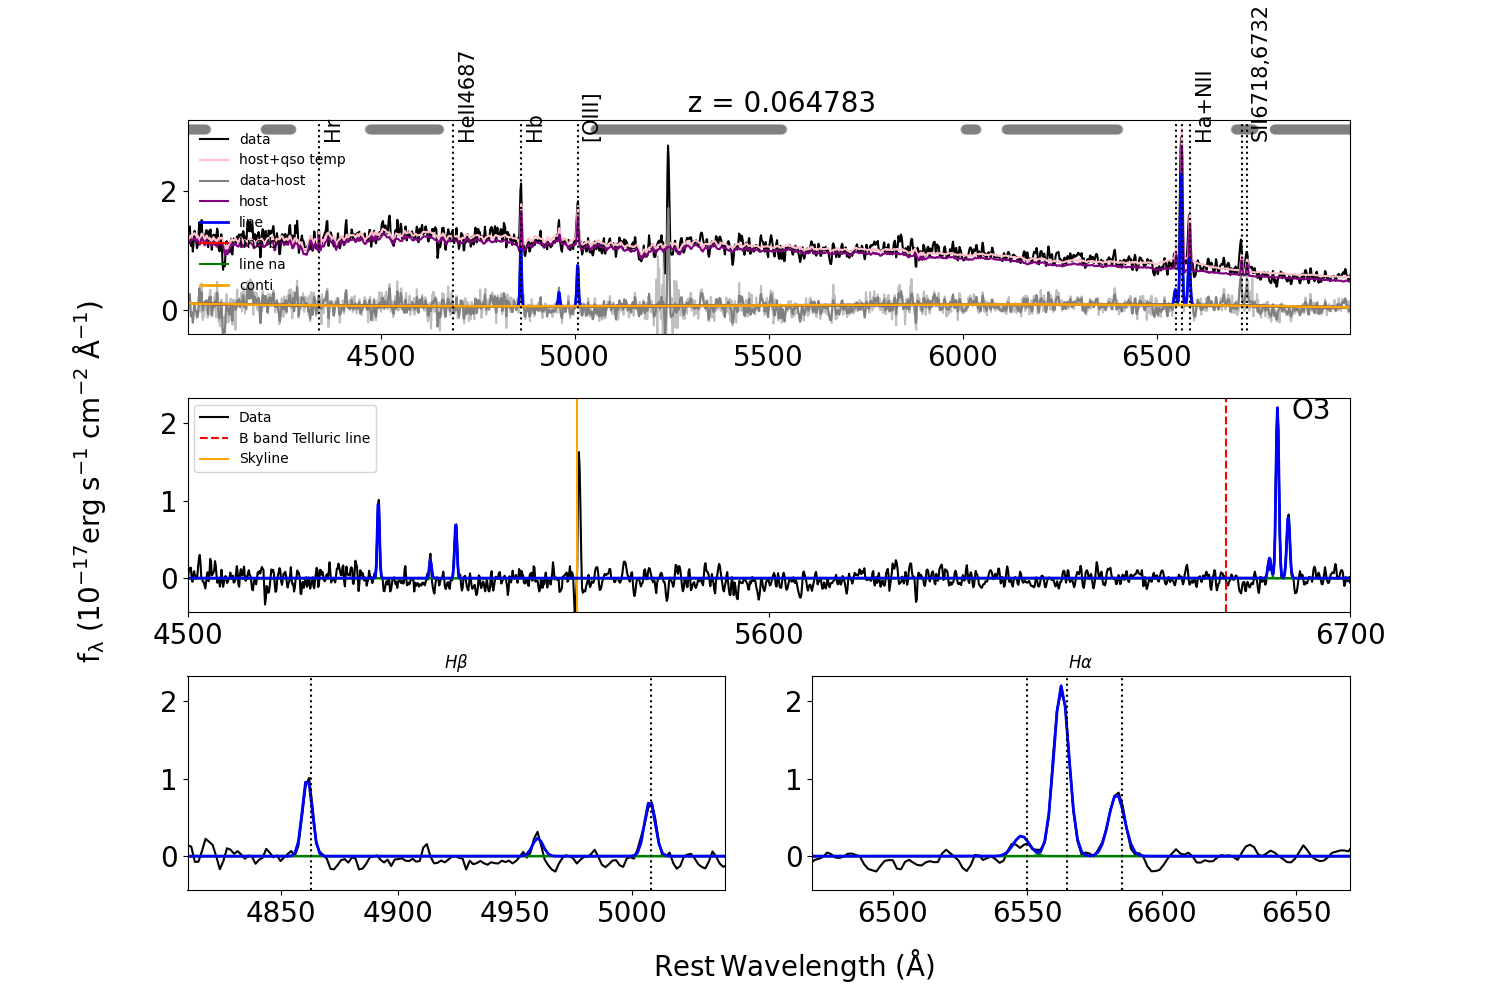 z = 0.064783
Hr
HeII4687
Hb
[OIII]
Ha+NII
SII6718,6732
data
host+qso temp
data-host
host
line
line na
conti
2
0
4500
5000
5500
6000
6500
Data
B band Telluric line
Skyline
O3
2
1
0
4500
5600
6700
fλ (10−17erg s−1 cm−2 Å−1)
Hβ
2
1
0
4850
4900
4950
5000
Hα
2
1
0
6500
6550
6600
6650
Rest Wavelength (Å)